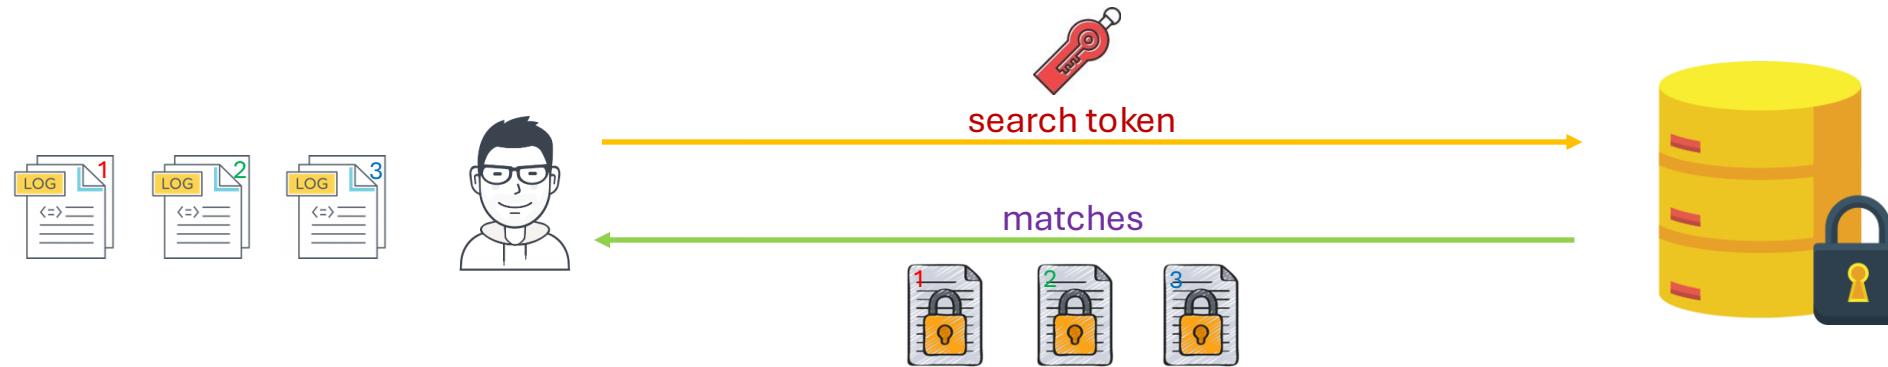 search token
LOG 1
LOG 2
LOG 3
<=>
<=>
<=>
matches
1
2
3